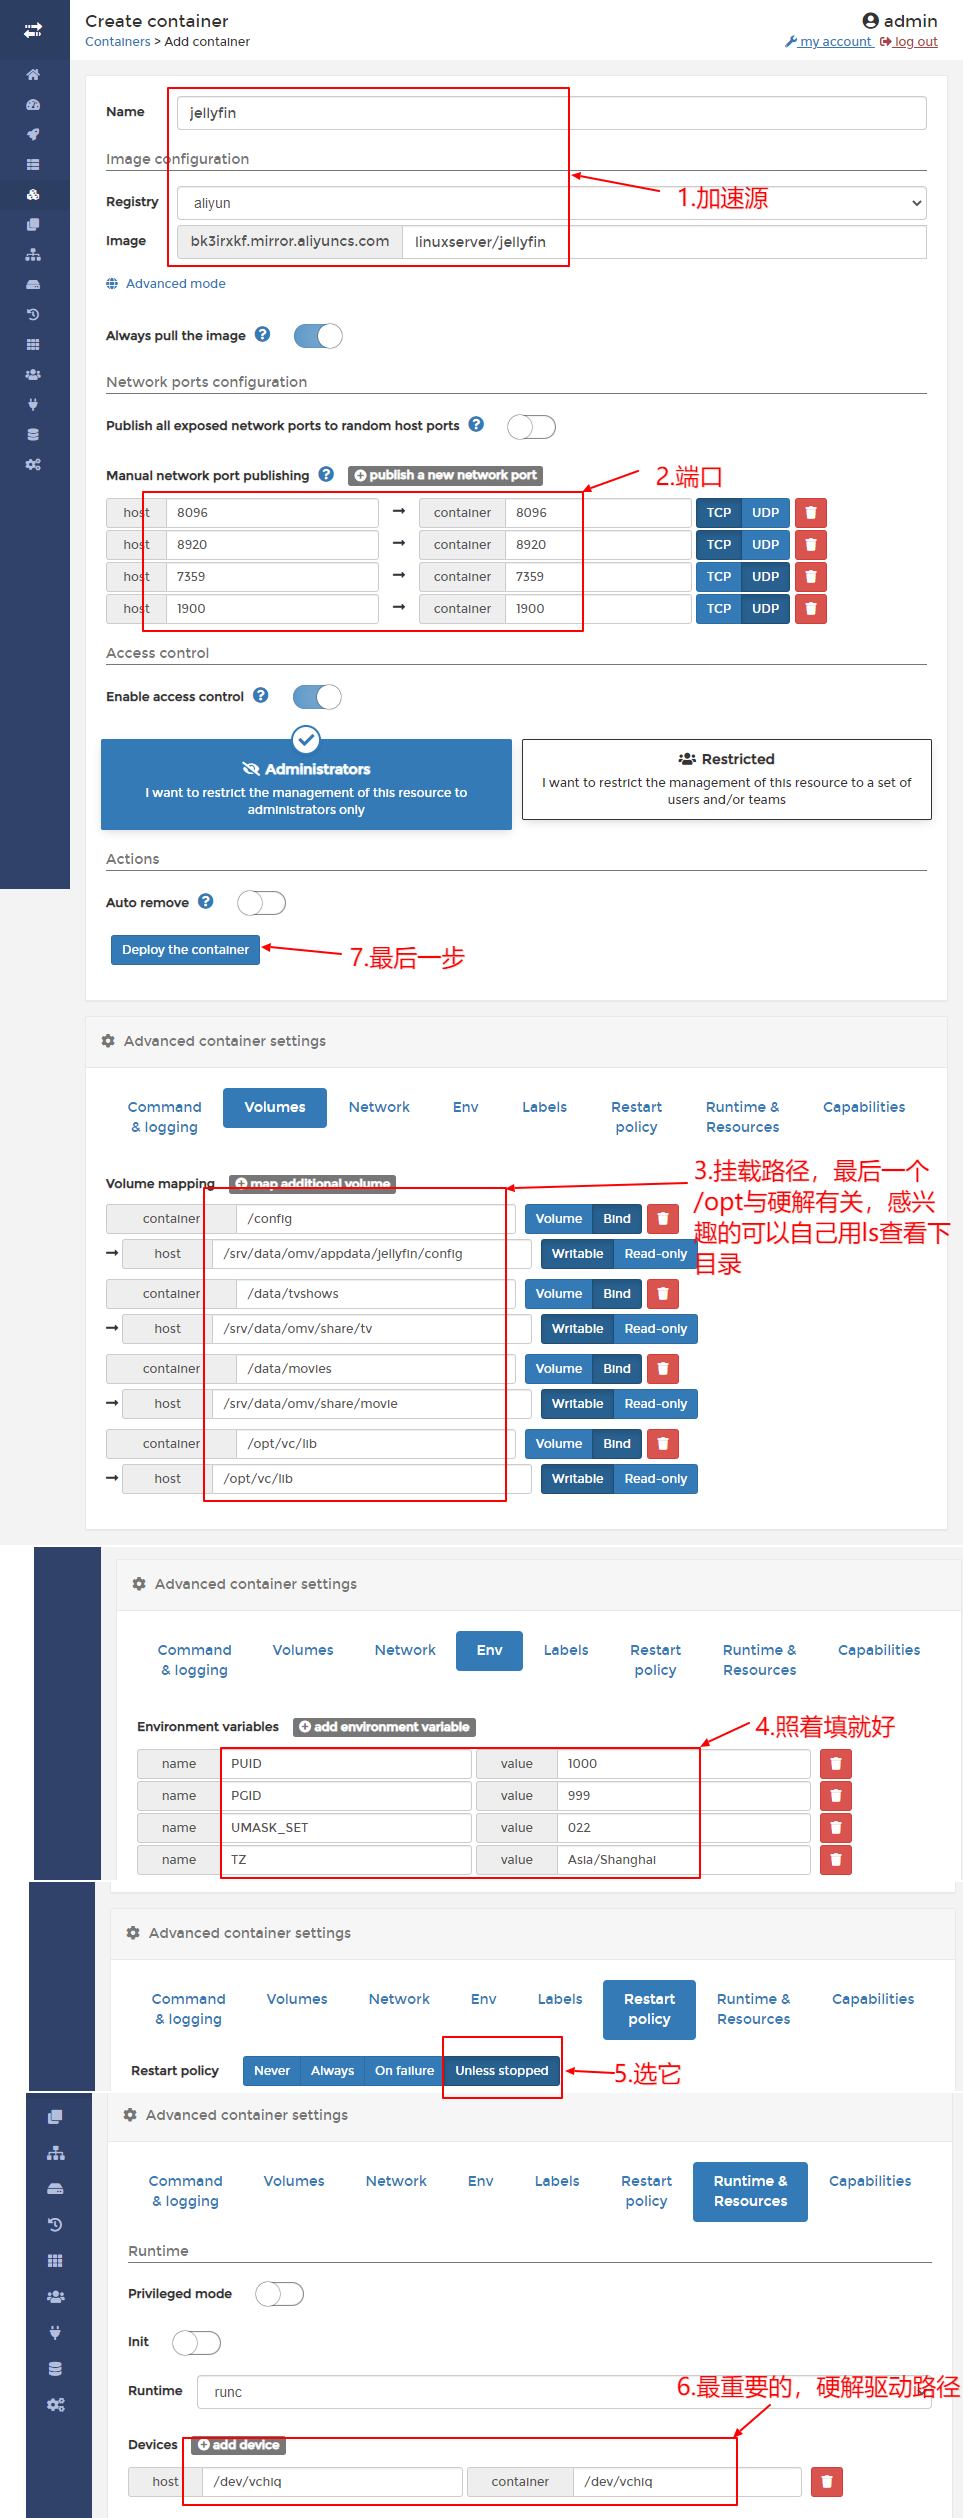 Create container
admin
Containers > Add container
my account log out
Name jellyfin
Image configuration
Registry aliyun
1.加速源
Image bk3irxkf.mirror.aliyuncs.com linuxserver/jellyfin
Advanced mode
Always pull the image
Network ports configuration
Publish all exposed network ports to random host ports
Manual network port publishing publish a new network port
2.端口
host 8096 container 8096 TCP UDP
host 8920 container 8920 TCP UDP
host 7359 container 7359 TCP UDP
host 1900 container 1900 TCP UDP
Access control
Enable access control
Administrators
I want to restrict the management of this resource to
administrators only
Restricted
I want to restrict the management of this resource to a set of
users and/or teams
Actions
Auto remove
Deploy the container
7.最后一步
Advanced container settings
Command
& logging
Volumes
Network
Env
Labels
Restart
policy
Runtime &
Resources
Capabilities
3.挂载路径，最后一个
/opt与硬解有关，感兴
趣的可以自己用ls查看下
目录
Volume mapping map additional volume
container /config Volume Bind
host /srv/data/omv/appdata/jellyfin/config Writable Read-only
container /data/tvshows Volume Bind
host /srv/data/omv/share/tv Writable Read-only
container /data/movies Volume Bind
host /srv/data/omv/share/movie Writable Read-only
container /opt/vc/lib Volume Bind
host /opt/vc/lib Writable Read-only
Advanced container settings
Command
& logging
Volumes
Network
Env
Labels
Restart
policy
Runtime &
Resources
Capabilities
Environment variables add environment variable
4.照着填就好
name PUID value 1000
name PGID value 999
name UMASK_SET value 022
name TZ value Asia/Shanghai
Advanced container settings
Command
& logging
Volumes
Network
Env
Labels
Restart
policy
Runtime &
Resources
Capabilities
Restart policy Never Always On failure Unless stopped
5.选它
Advanced container settings
Command
& logging
Volumes
Network
Env
Labels
Restart
policy
Runtime &
Resources
Capabilities
Runtime
Privileged mode
Init
Runtime runc
6.最重要的，硬解驱动路径
Devices add device
host /dev/vchiq container /dev/vchiq